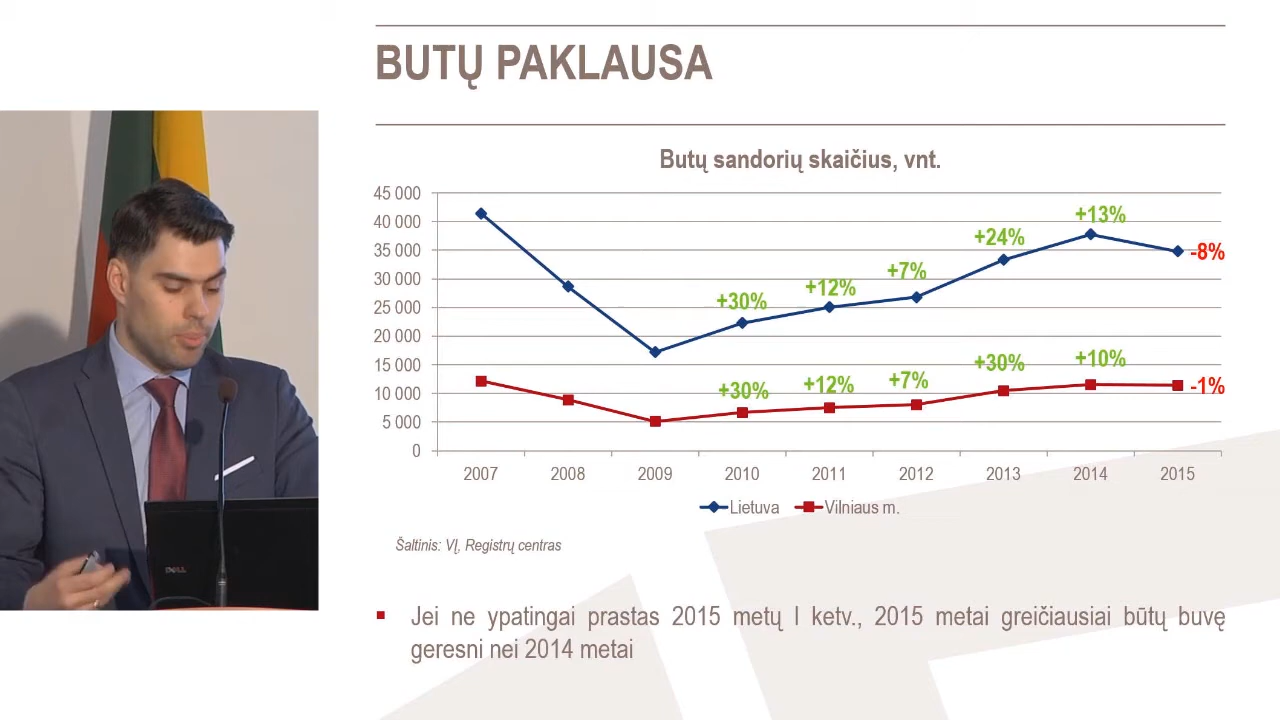 BUTŲ PAKLAUSA
Butų sandorių skaičius, vnt.
45 000
40 000
35 000
30 000
25 000
20 000
15 000
10 000
5 000
0
+30%
+12%
+7%
+24%
+13%
-8%
+30%
+12%
+7%
+30%
+10%
-1%
2007 2008 2009 2010 2011 2012 2013 2014 2015
Lietuva Vilniaus m.
Šaltinis: VĮ, Registrų centras
Jei ne ypatingai prastas 2015 metų I ketv., 2015 metai greičiausiai būtų buvę
geresni nei 2014 metai
DELL